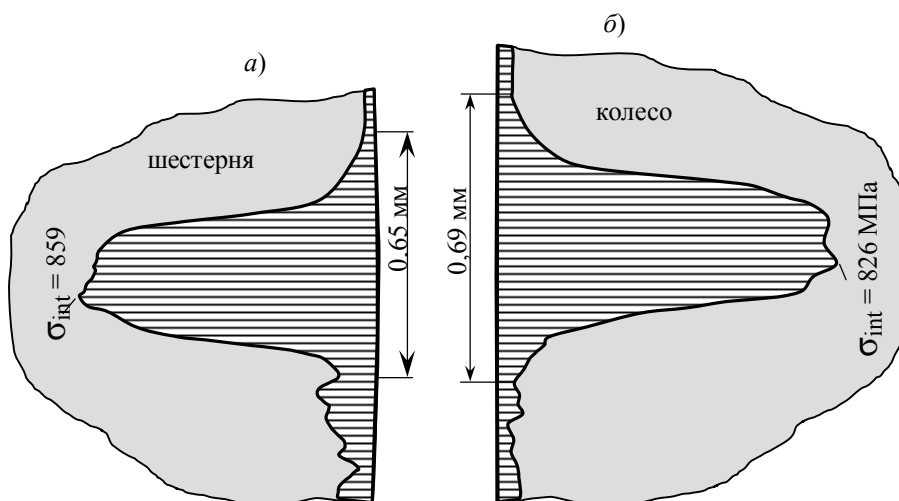 а)
шестерня
σint = 859
0.65 мм
б)
колесо
0,69 мм
σint = 826 МПа